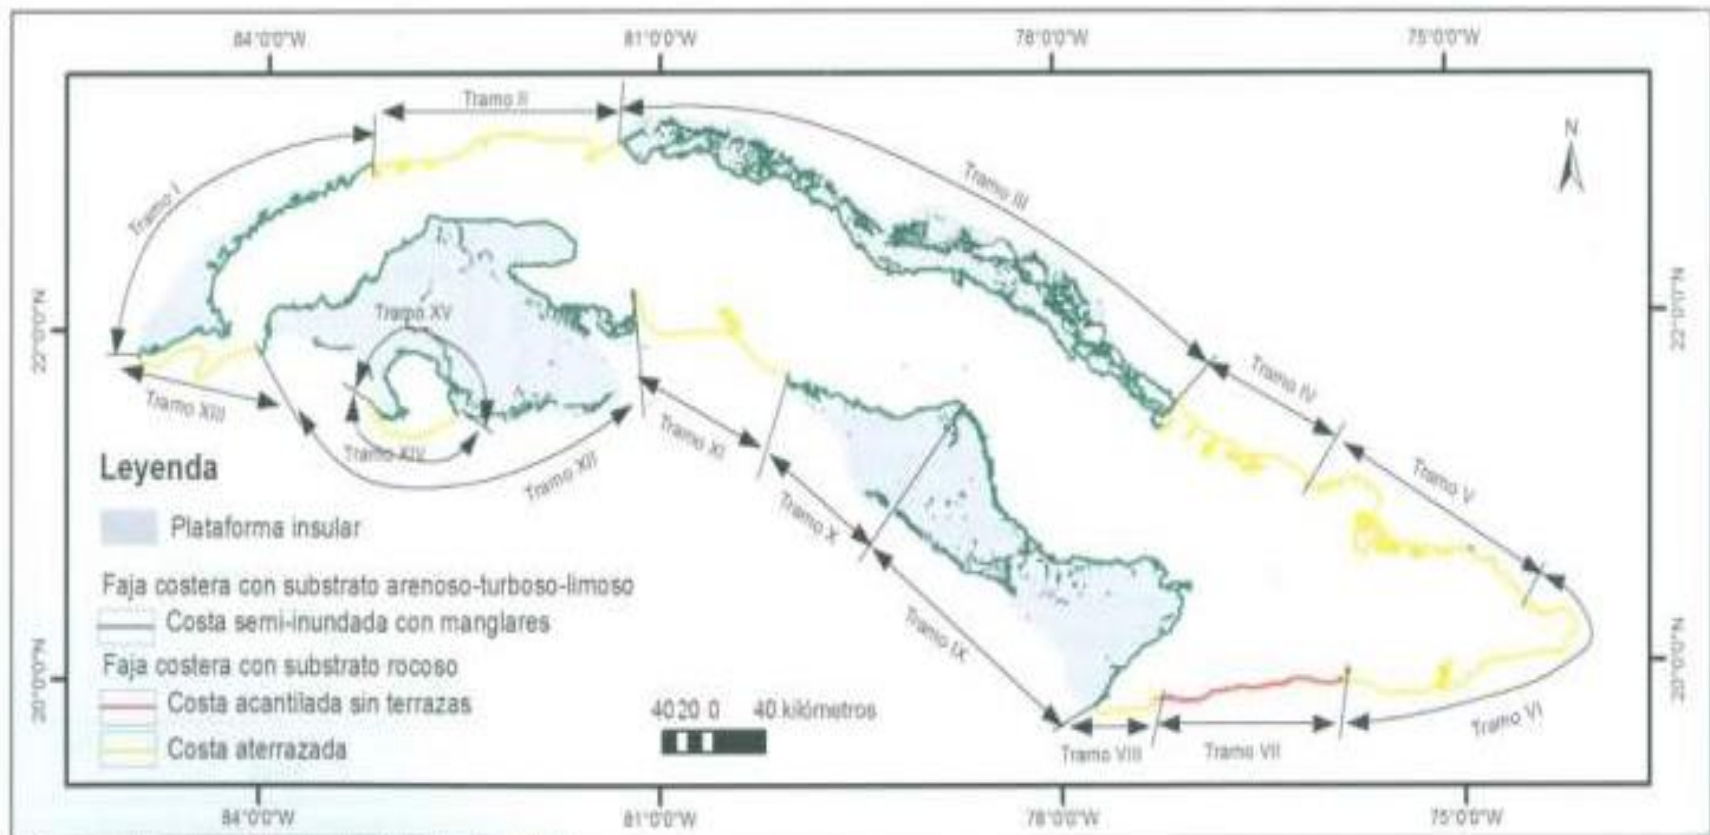 84°0'0"W
81°0'0"W
78°0'0"W
75°0'0"W
Tramo II
N
Tramo III
Tramo I
22°0'0"N
22°0'0"N
Tramo XV
Tramo IV
Tramo XIII
Tramo XI
Tramo XIV
Tramo XII
Tramo V
Leyenda
Tramo X
Plataforma insular
Faja costera con substrato arenoso-turboso-limoso
Costa semi-inundada con manglares
Tramo IX
Faja costera con substrato rocoso
20°0'0"N
20°0'0"N
Costa acantilada sin terrazas
4020 0 40 kilómetros
Tramo VI
Costa aterrazada
Tramo VIII
Tramo VII
84°0'0"W
81°0'0"W
78°0'0"W
75°0'0"W